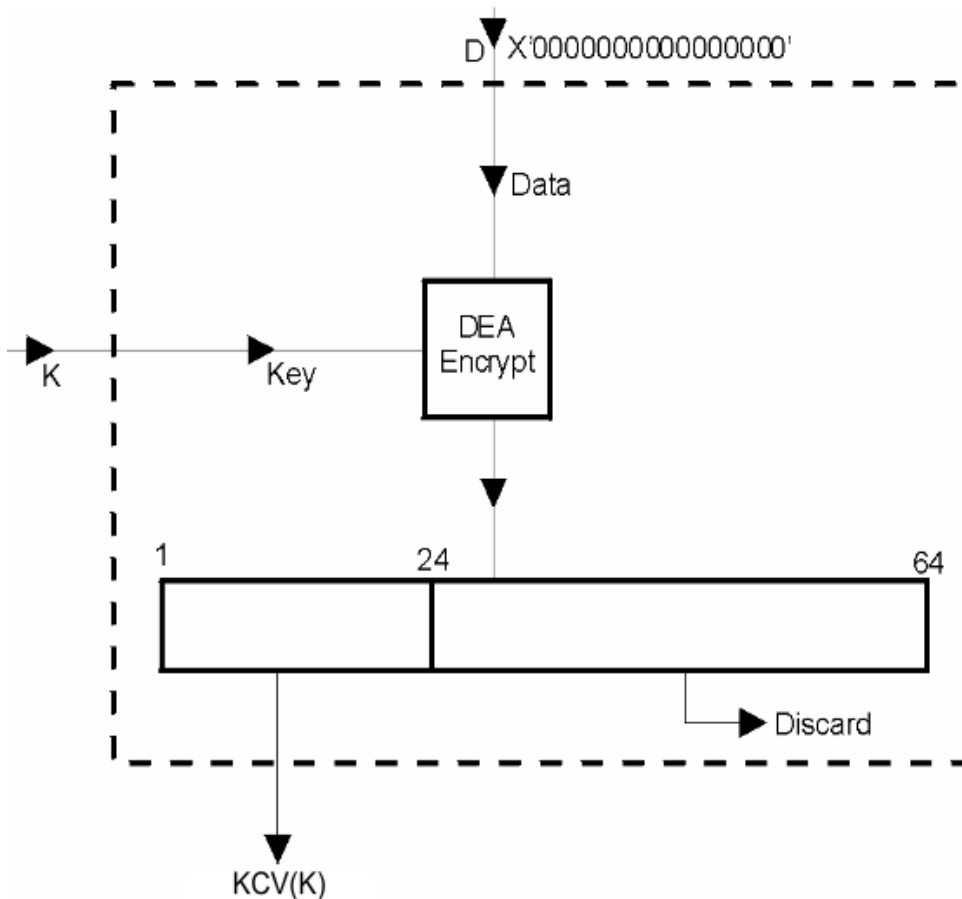 D X'0000000000000000'
Data
DEA
Encrypt
K
Key
1
24
64
Discard
KCV(K)